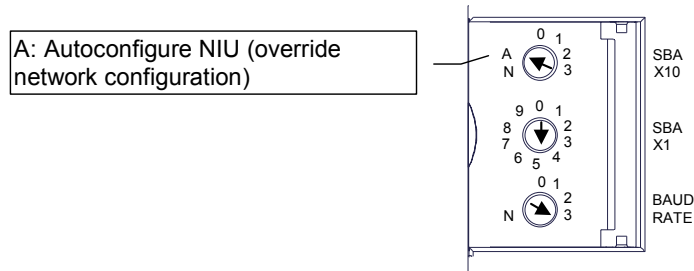 A: Autoconfigure NIU (override
network configuration)
0
A 1
2
N 3
SBA
X10
9 0 1
8 2
7 3
6 5 4
SBA
X1
0 1
2
N 3
BAUD
RATE